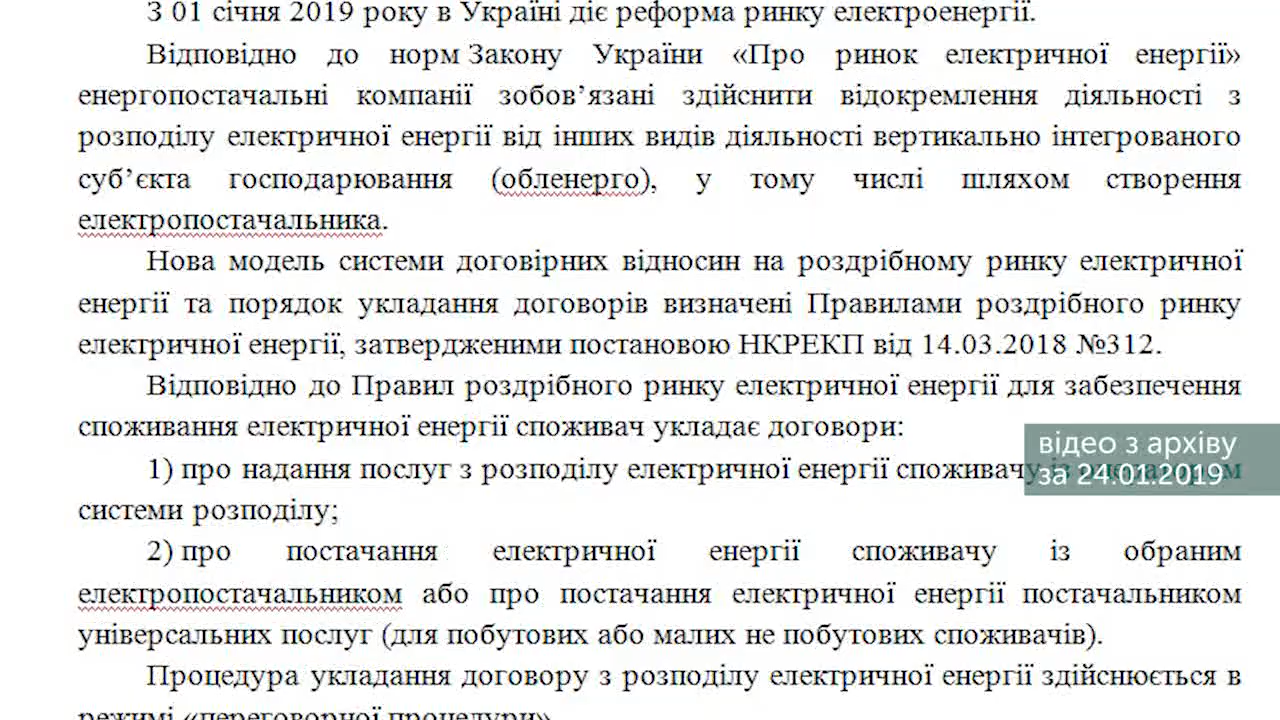 З 01 січня 2019 року в Україні діє реформа ринку електроенергії.
Відповідно до норм Закону України «Про ринок електричної енергії»
енергопостачальні компанії зобов’язані здійснити відокремлення діяльності з
розподілу електричної енергії від інших видів діяльності вертикально інтегрованого
суб’єкта господарювання (обленерго), у тому числі шляхом створення
електропостачальника.
Нова модель системи договірних відносин на роздрібному ринку електричної
енергії та порядок укладання договорів визначені Правилами роздрібного ринку
електричної енергії, затвердженими постановою НКРЕКП від 14.03.2018 №312.
Відповідно до Правил роздрібного ринку електричної енергії для забезпечення
споживання електричної енергії споживач укладає договори:
1) про надання послуг з розподілу електричної енергії споживачу із оператором
системи розподілу;
2) про постачання електричної енергії споживачу із обраним
електропостачальником або про постачання електричної енергії постачальником
універсальних послуг (для побутових або малих не побутових споживачів).
Процедура укладання договору з розподілу електричної енергії здійснюється в
режимі «переговорної процедури»
відео з архіву
за 24.01.2019